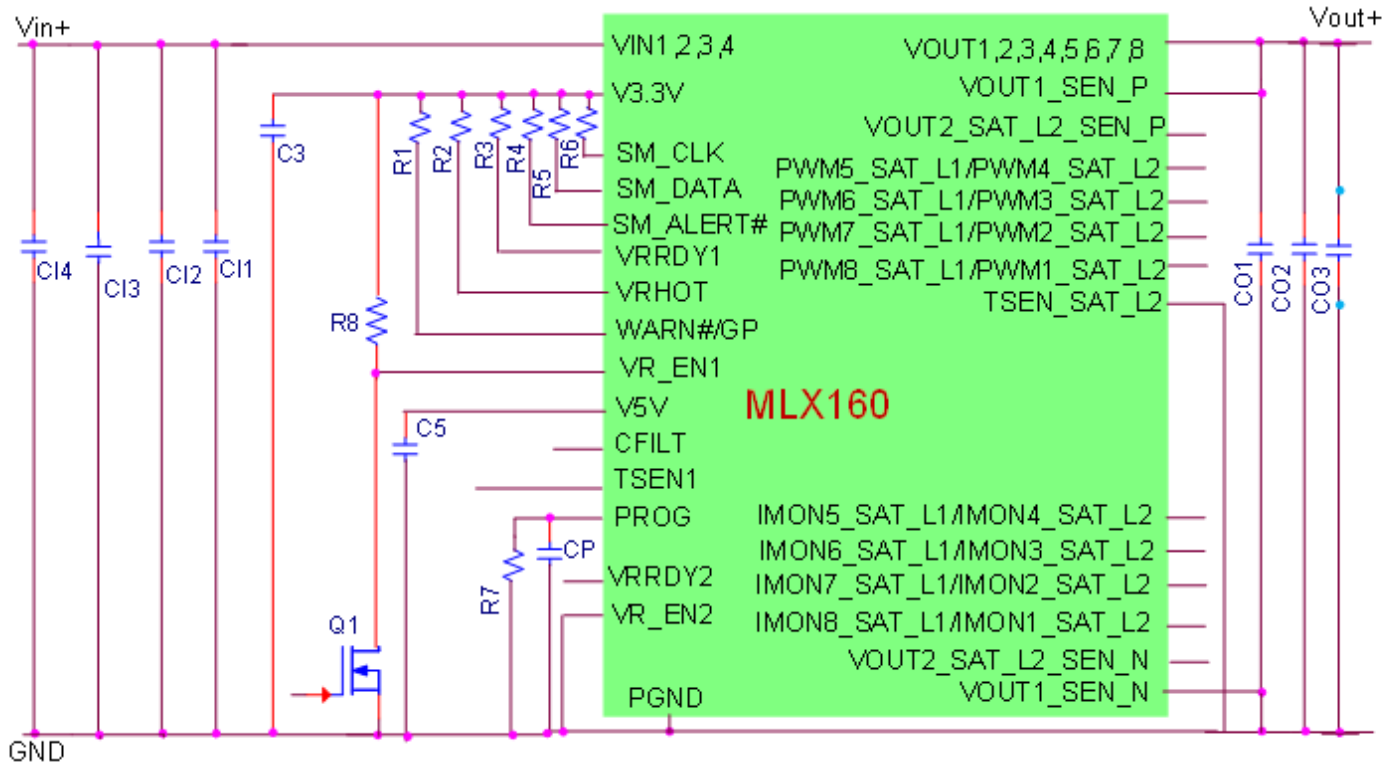 Vin+
Vout+
VIN1,2,3,4
VOUT1,2,3,4,5,6,7,8
V3.3V
VOUT1_SEN_P
C3
R1
R2
R3
R4
R5
R6
VOUT2_SAT_L2_SEN_P
SM_CLK
PWM5_SAT_L1/PWM4_SAT_L2
SM_DATA
PWM6_SAT_L1/PWM3_SAT_L2
SM_ALERT#
PWM7_SAT_L1/PWM2_SAT_L2
VRRDY1
PWM8_SAT_L1/PWM1_SAT_L2
CI4
CI3
CI2
CI1
CO1
CO2
CO3
VRHOT
TSEN_SAT_L2
R8
WARN#/GP
VR_EN1
V5V
MLX160
C5
CFILT
TSEN1
PROG
IMON5_SAT_L1/IMON4_SAT_L2
CP
IMON6_SAT_L1/IMON3_SAT_L2
R7
VRRDY2
IMON7_SAT_L1/IMON2_SAT_L2
VR_EN2
IMON8_SAT_L1/IMON1_SAT_L2
Q1
VOUT2_SAT_L2_SEN_N
PGND
VOUT1_SEN_N
GND